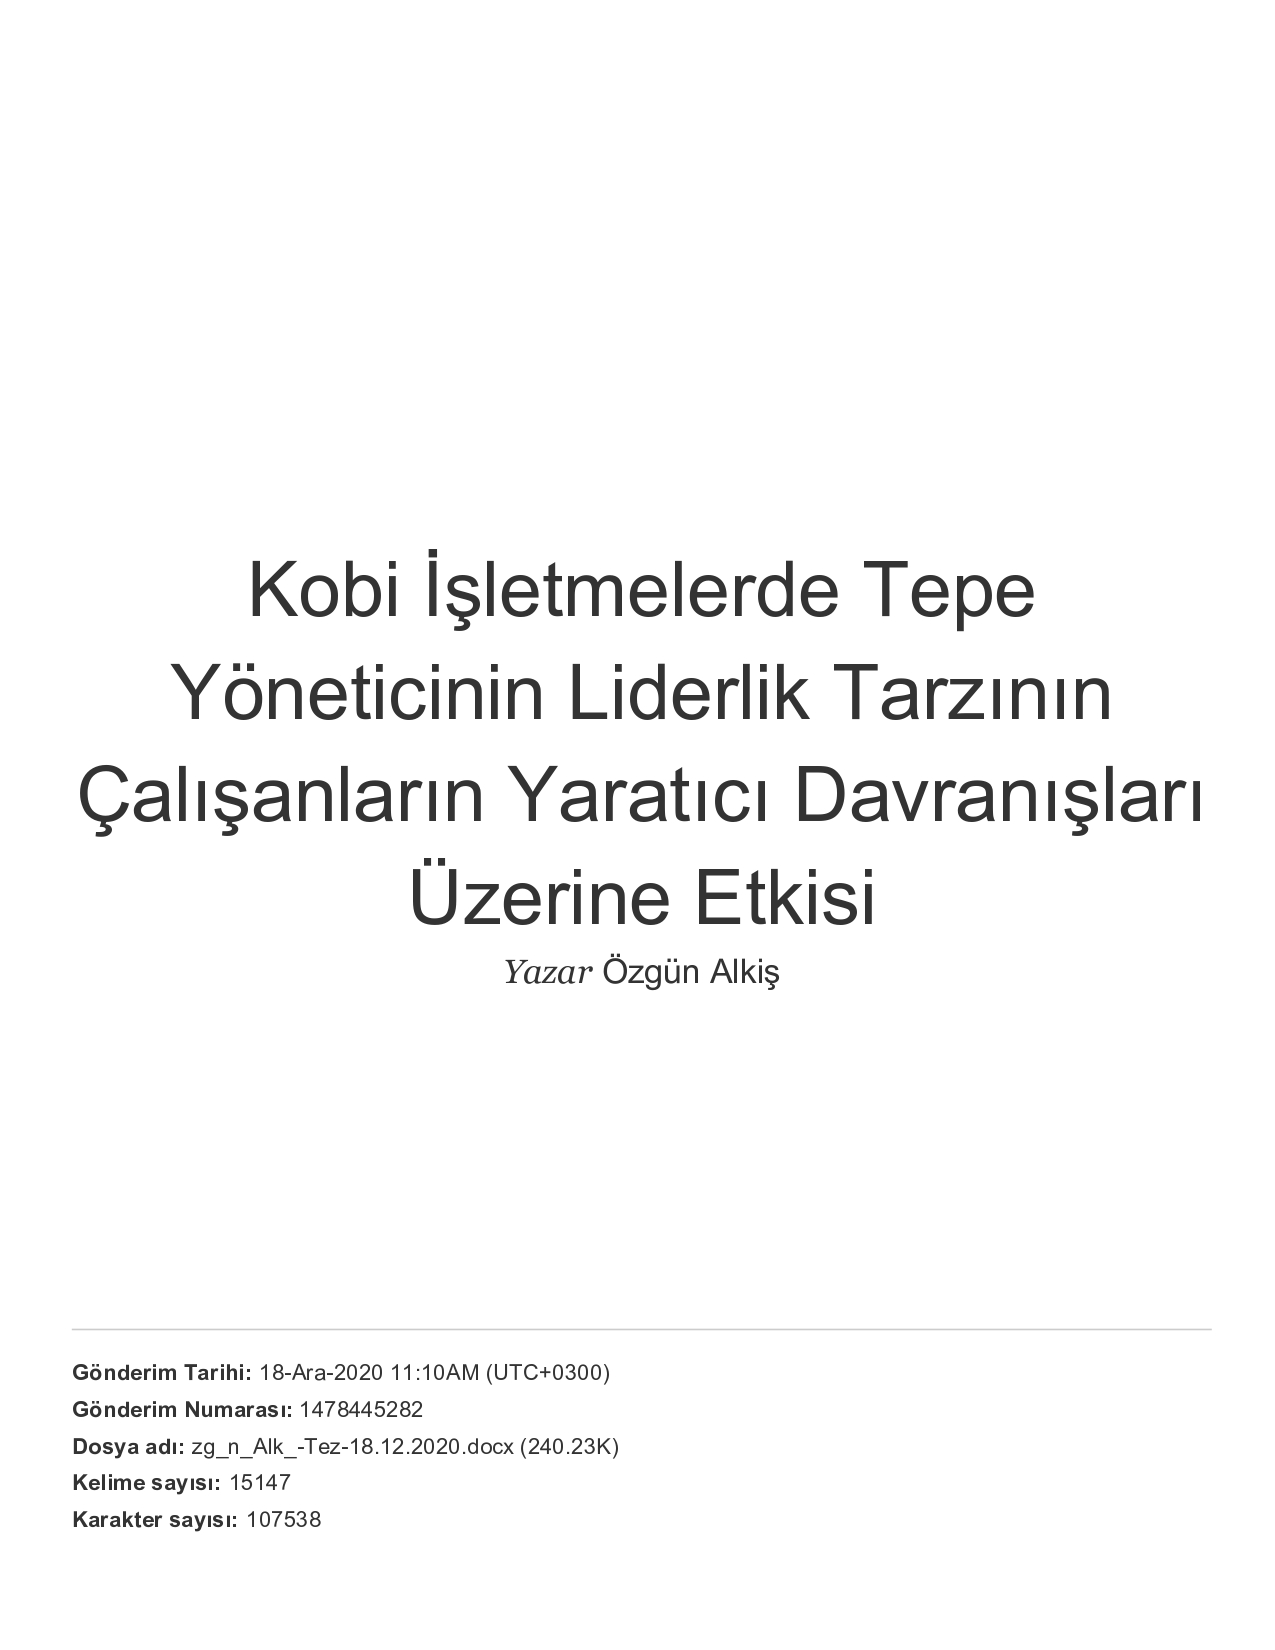 Kobi İşletmelerde Tepe
Yöneticinin Liderlik Tarzının
Çalışanların Yaratıcı Davranışları
Üzerine Etkisi
Yazar Özgün Alkiş
Gönderim Tarihi: 18-Ara-2020 11:10AM (UTC+0300)
Gönderim Numarası: 1478445282
Dosya adı: zg_n_Alk_-Tez-18.12.2020.docx (240.23K)
Kelime sayısı: 15147
Karakter sayısı: 107538